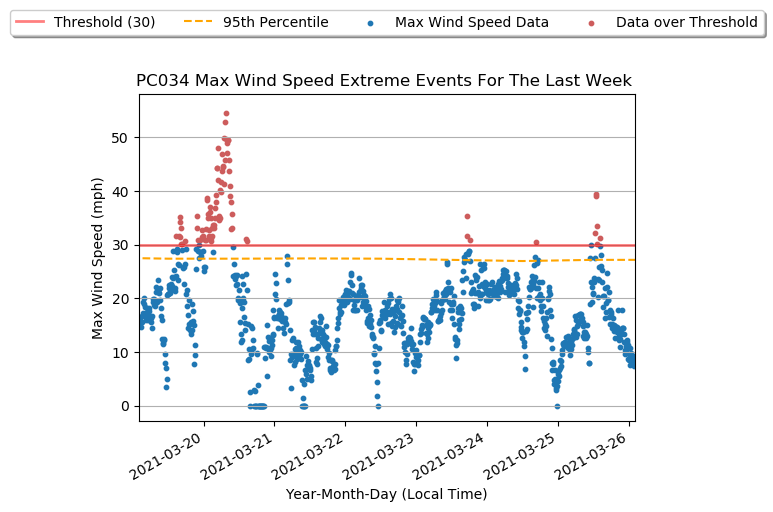 Threshold (30) 95th Percentile Max Wind Speed Data Data over Threshold
PC034 Max Wind Speed Extreme Events For The Last Week
50
40
30
20
10
0
Max Wind Speed (mph)
2021-03-20 2021-03-21 2021-03-22 2021-03-23 2021-03-24 2021-03-25 2021-03-26
Year-Month-Day (Local Time)